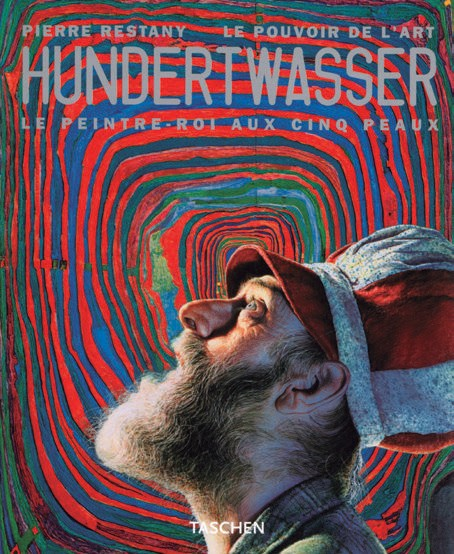 PIERRE RESTANY LE POUVOIR DE L'ART
HUNDERTWASSER
LE PEINTRE-ROI AUX CINQ PEAUX
TASCHEN